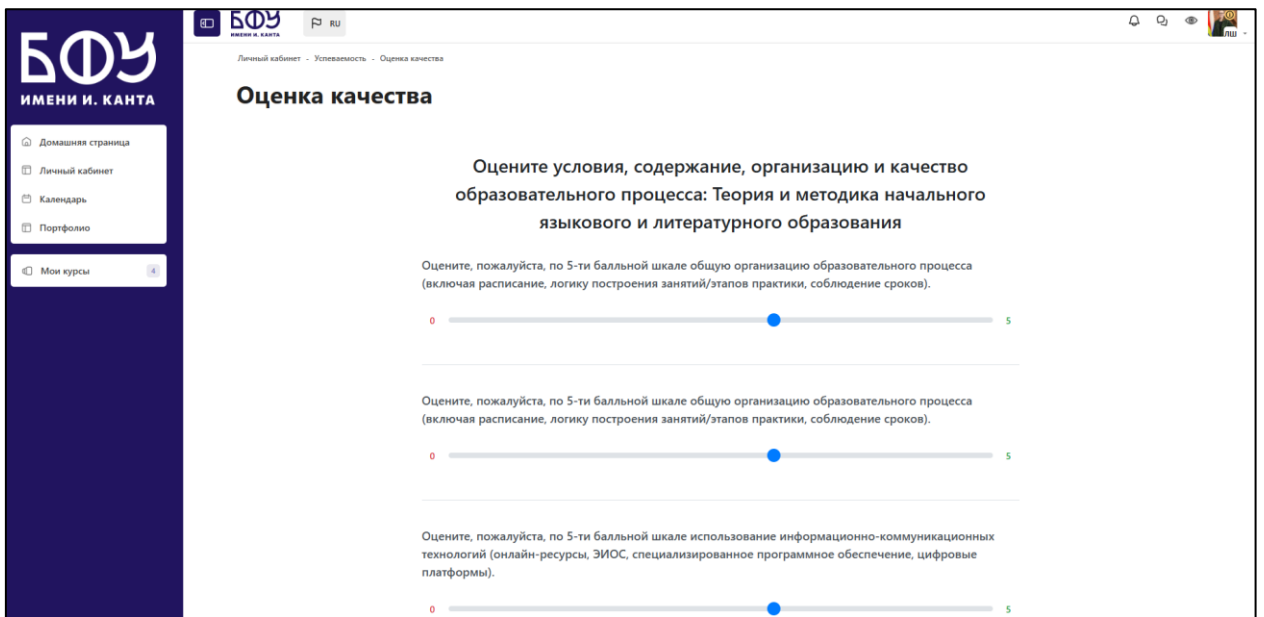 БФУ
ИМЕНИ И. КАНТА
Домашняя страница
Личный кабинет
Календарь
Портфолио
Мои курсы 4
БФУ
ИМЕНИ И. КАНТА
RU
ЛШ
Личный кабинет - Успеваемость - Оценка качества
Оценка качества
Оцените условия, содержание, организацию и качество
образовательного процесса: Теория и методика начального
языкового и литературного образования
Оцените, пожалуйста, по 5-ти балльной шкале общую организацию образовательного процесса
(включая расписание, логику построения занятий/этапов практики, соблюдение сроков).
0 5
Оцените, пожалуйста, по 5-ти балльной шкале общую организацию образовательного процесса
(включая расписание, логику построения занятий/этапов практики, соблюдение сроков).
0 5
Оцените, пожалуйста, по 5-ти балльной шкале использование информационно-коммуникационных
технологий (онлайн-ресурсы, ЭИОС, специализированное программное обеспечение, цифровые
платформы).
0 5